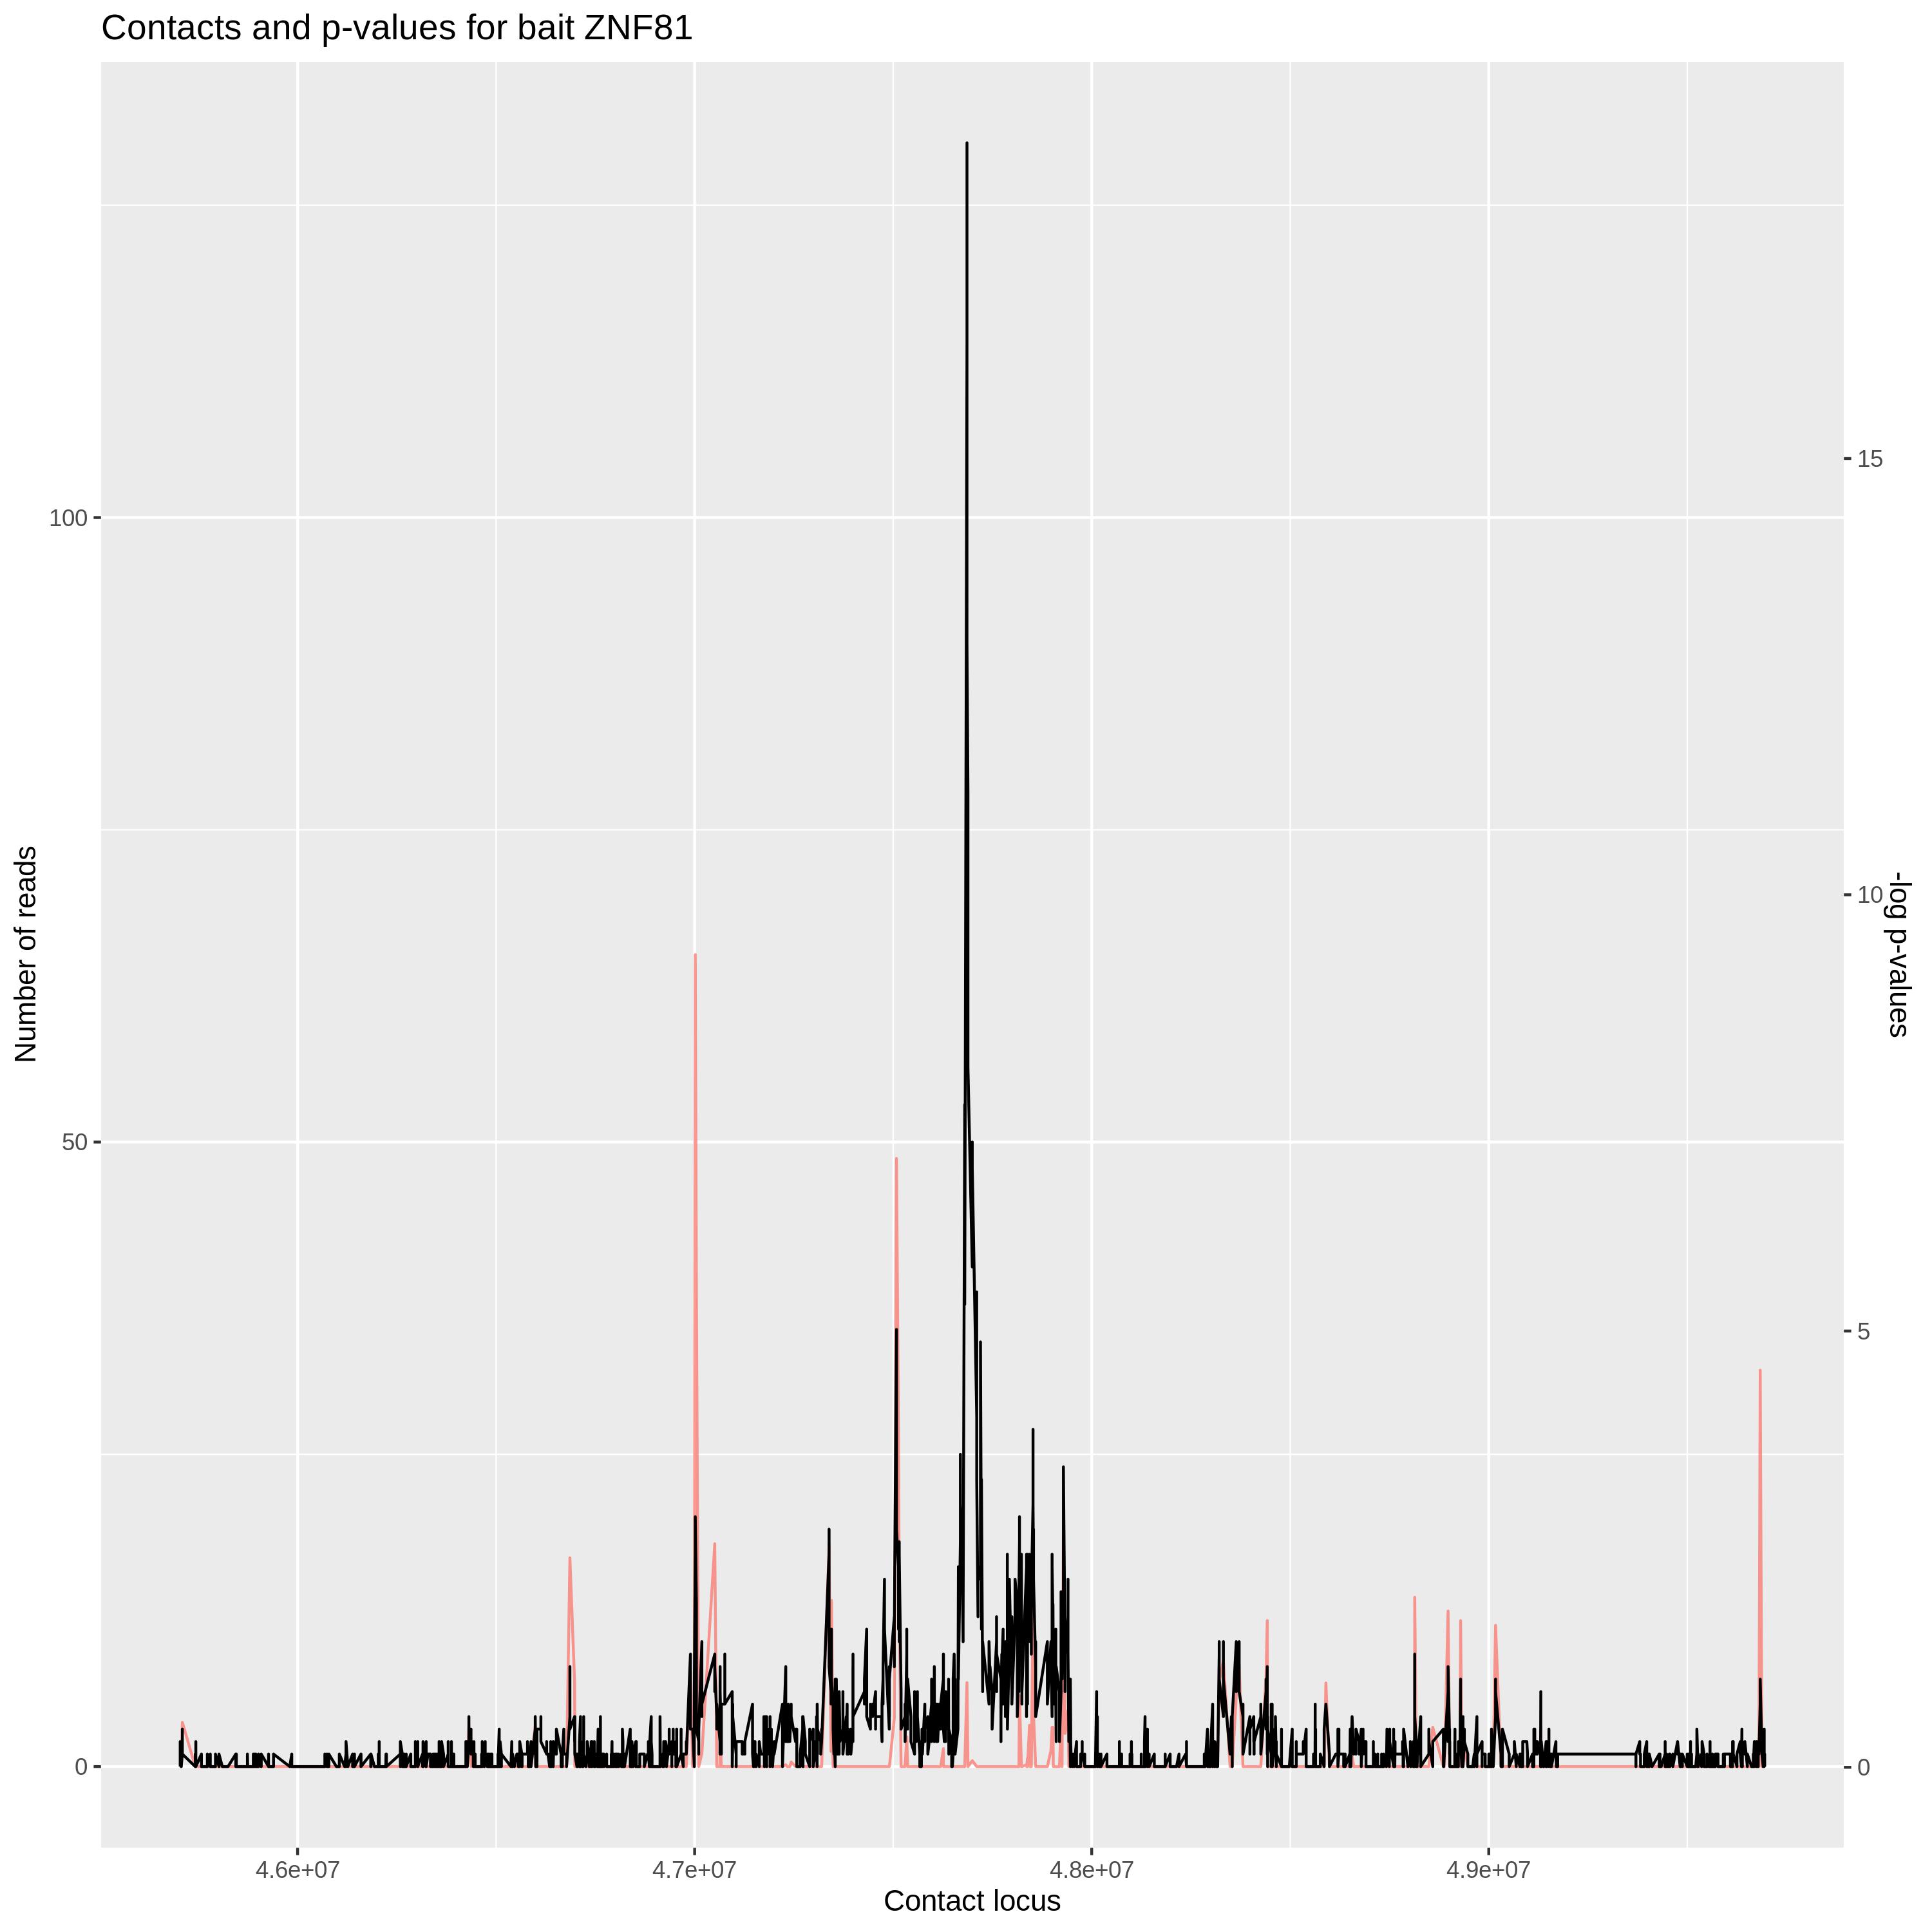 Contacts and p-values for bait ZNF81
Number of reads
100
50
0
15
10
5
0
-log p-values
4.6e+07 4.7e+07 4.8e+07 4.9e+07
Contact locus